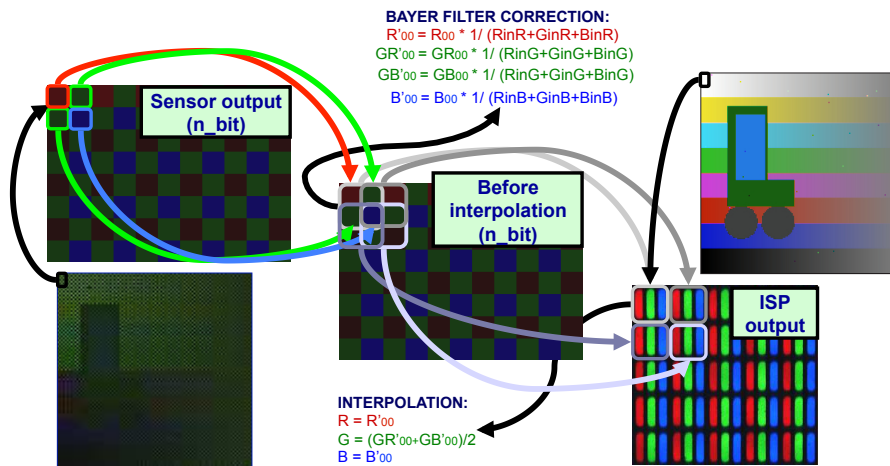 BAYER FILTER CORRECTION:
R'00 = R00 * 1/ (RinR+GinR+BinR)
GR'00 = GR00 * 1/ (RinG+GinG+BinG)
GB'00 = GB00 * 1/ (RinG+GinG+BinG)
B'00 = B00 * 1/ (RinB+GinB+BinB)
Sensor output
(n_bit)
Before
interpolation
(n_bit)
ISP
output
INTERPOLATION:
R = R'00
G = (GR'00+GB'00)/2
B = B'00